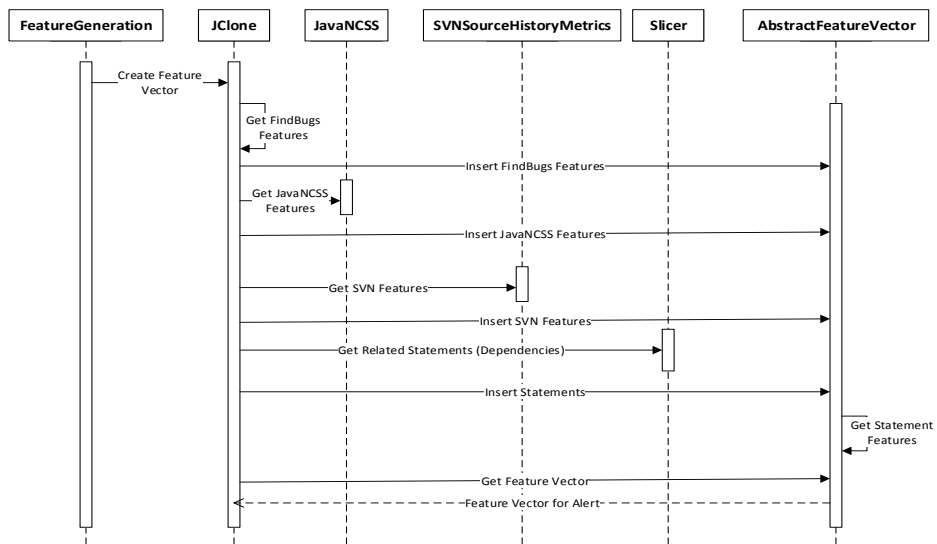 FeatureGeneration
JClone
JavaNCSS
SVNSourceHistoryMetrics
Slicer
AbstractFeatureVector
Create Feature
Vector
Get FindBugs
Features
Insert FindBugs Features
Get JavaNCSS
Features
Insert JavaNCSS Features
Get SVN Features
Insert SVN Features
Get Related Statements (Dependencies)
Insert Statements
Get Statement
Features
Get Feature Vector
Feature Vector for Alert